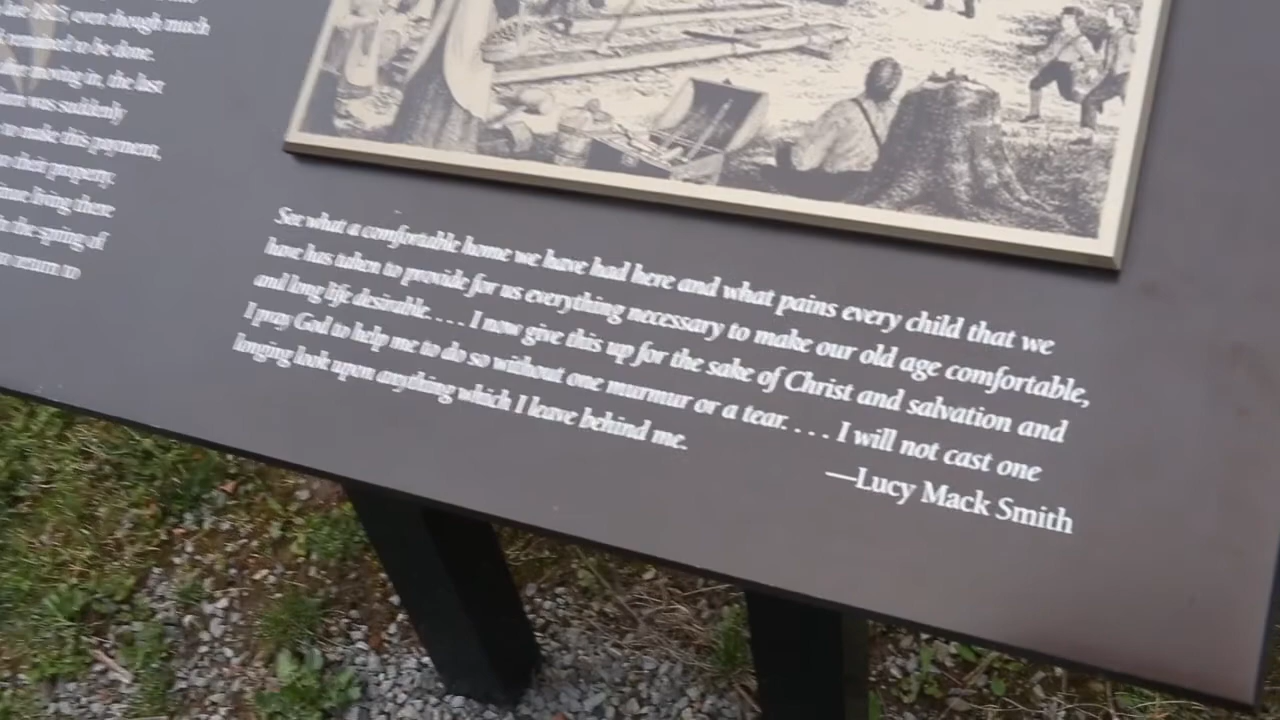 even though much
to be done.
moving in, the last
was suddenly
to make this payment,
their property.
time living there
in the spring of
return to
See what a comfortable home we have had here and what pains every child that we
have has taken to provide for us everything necessary to make our old age comfortable,
and long life desirable. . . . I now give this up for the sake of Christ and salvation and
I pray God to help me to do so without one murmur or a tear. . . . I will not cast one
longing look upon anything which I leave behind me.
—Lucy Mack Smith